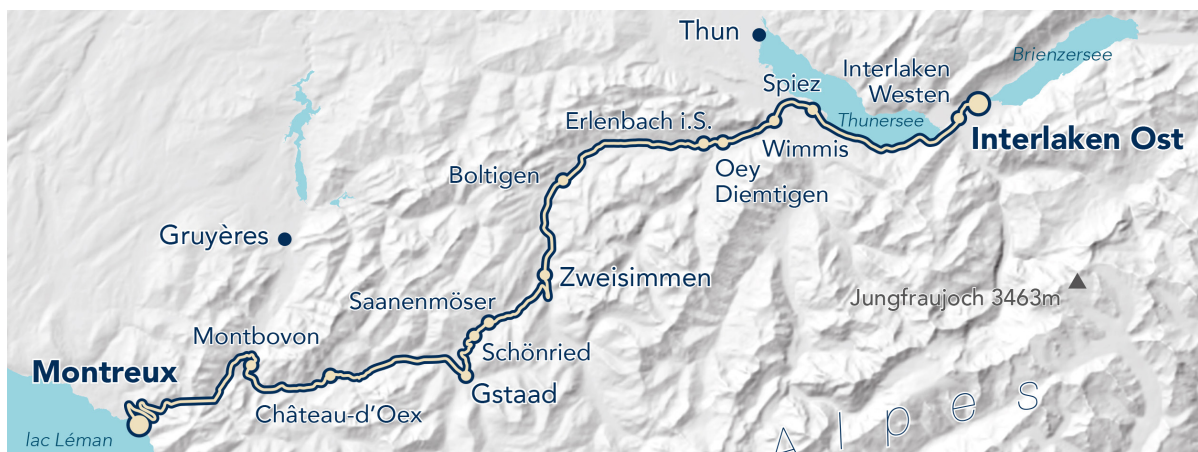 Thun
Brienzersee
Interlaken
Westen
Spiez
Thunersee
Erlenbach i.S.
Interlaken Ost
Wimmis
Oey
Diemtigen
Boltigen
Gruyères
Zweisimmen
Jungfraujoch 3463m
Saanenmöser
Montbovon
Schönried
Montreux
Gstaad
Château-d'Oex
Alpes
lac Léman